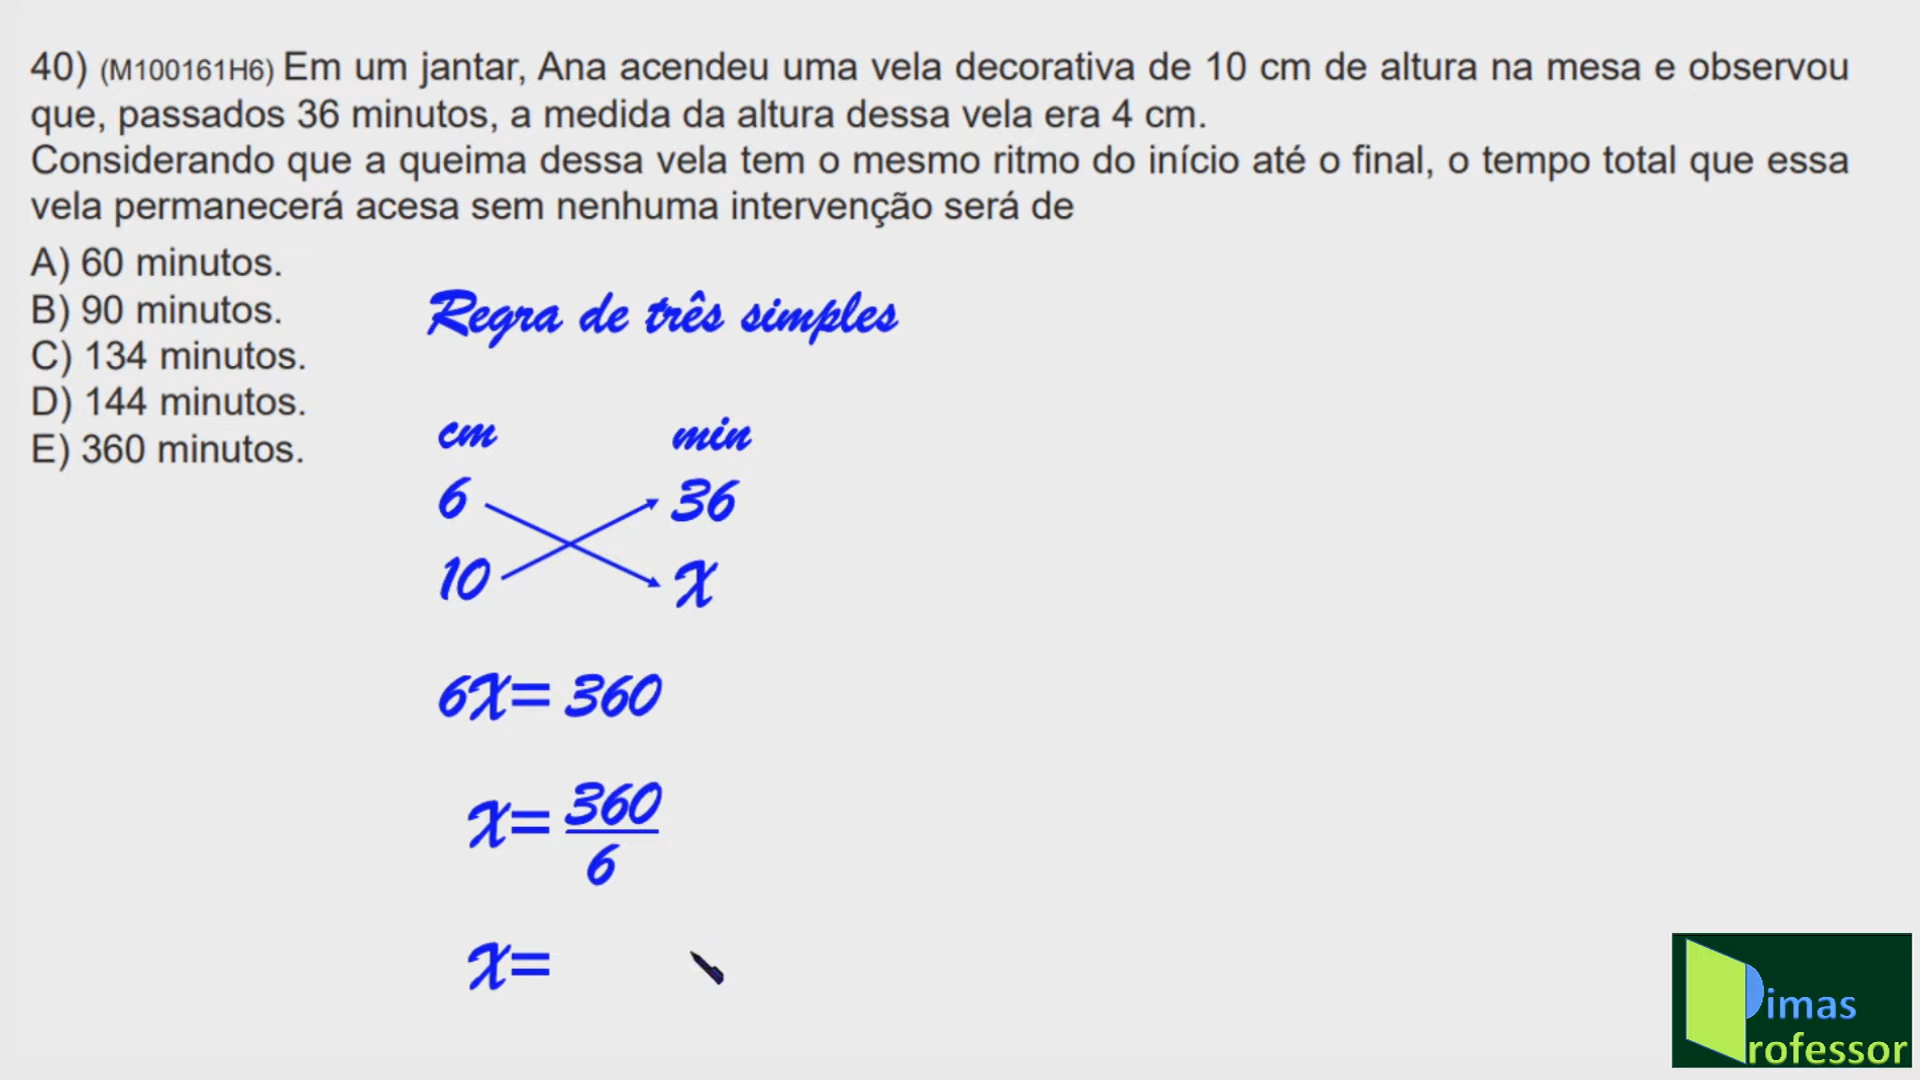 40) (M100161H6) Em um jantar, Ana acendeu uma vela decorativa de 10 cm de altura na mesa e observou
que, passados 36 minutos, a medida da altura dessa vela era 4 cm.
Considerando que a queima dessa vela tem o mesmo ritmo do início até o final, o tempo total que essa
vela permanecerá acesa sem nenhuma intervenção será de
A) 60 minutos.
B) 90 minutos.
C) 134 minutos.
D) 144 minutos.
E) 360 minutos.
Regra de três simples
cm min
6 36
10 X
6X= 360
X= 360
6
X=
Dimas
Professor